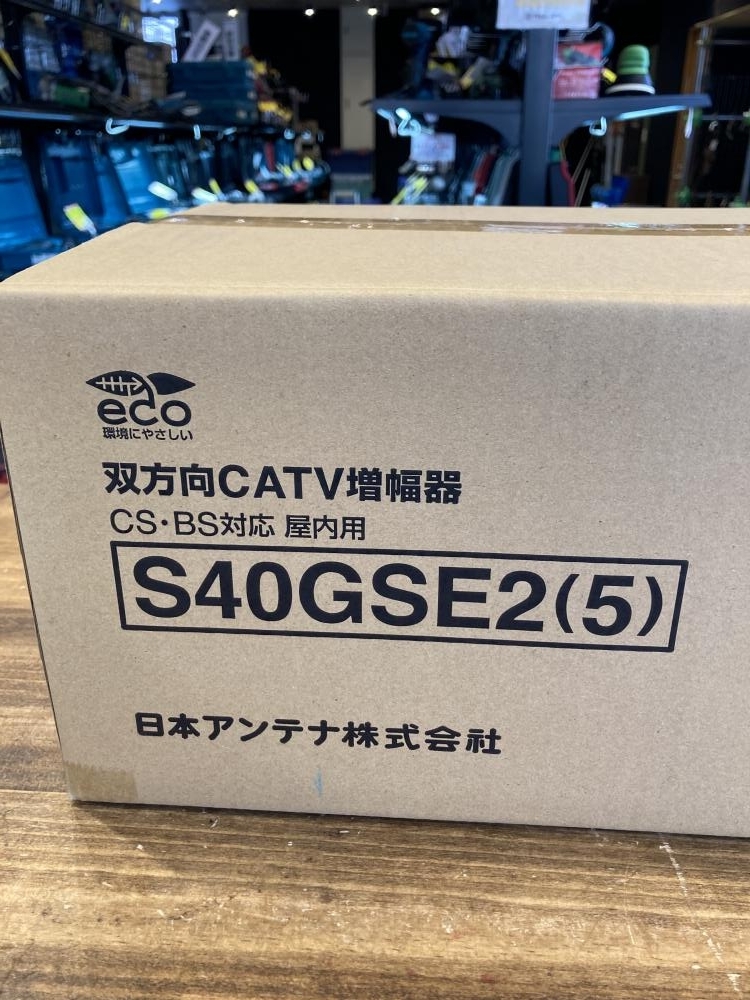 eco
環境にやさしい
双方向CATV増幅器
CS・BS対応 屋内用
S40GSE2(5)
日本アンテナ株式会社